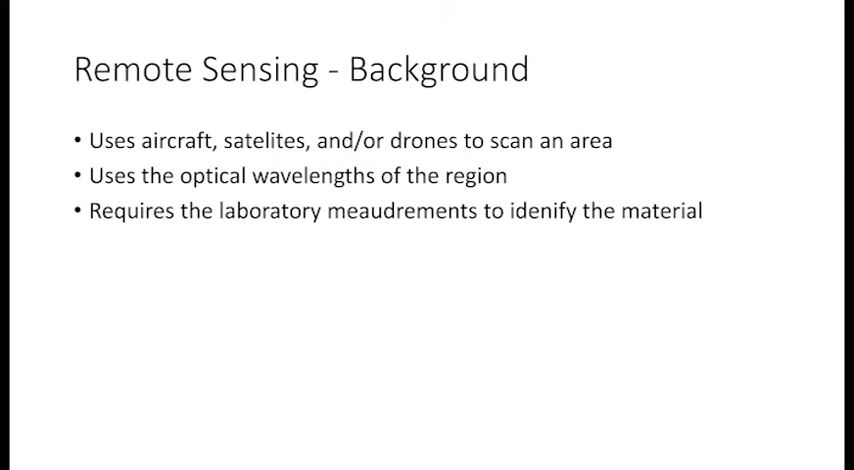 Remote Sensing - Background
• Uses aircraft, satelites, and/or drones to scan an area
• Uses the optical wavelengths of the region
• Requires the laboratory meaudrements to idenify the material